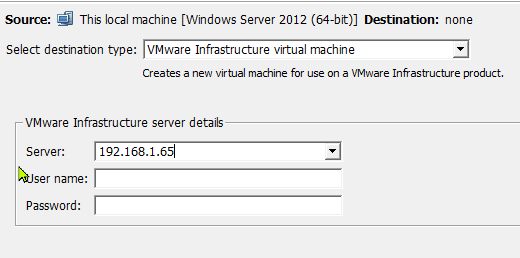 Source: This local machine [Windows Server 2012 (64-bit)] Destination: none
Select destination type: VMware Infrastructure virtual machine
Creates a new virtual machine for use on a VMware Infrastructure product.
VMware Infrastructure server details
Server: 192.168.1.65
User name:
Password: